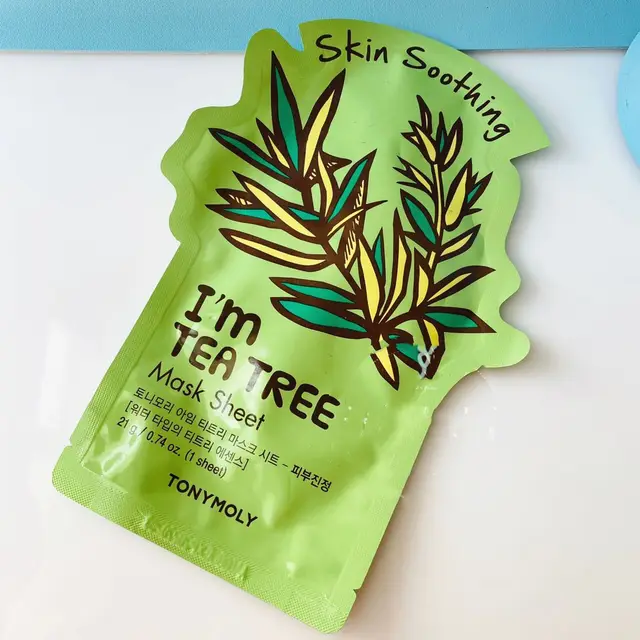 Skin Soothing
I'm
TEA TREE
Mask Sheet
토니모리 아임 티트리 마스크 시트 - 피부진정
[워터 타입의 티트리 에센스]
21g / 0.74 oz. (1 sheet)
TONYMOLY